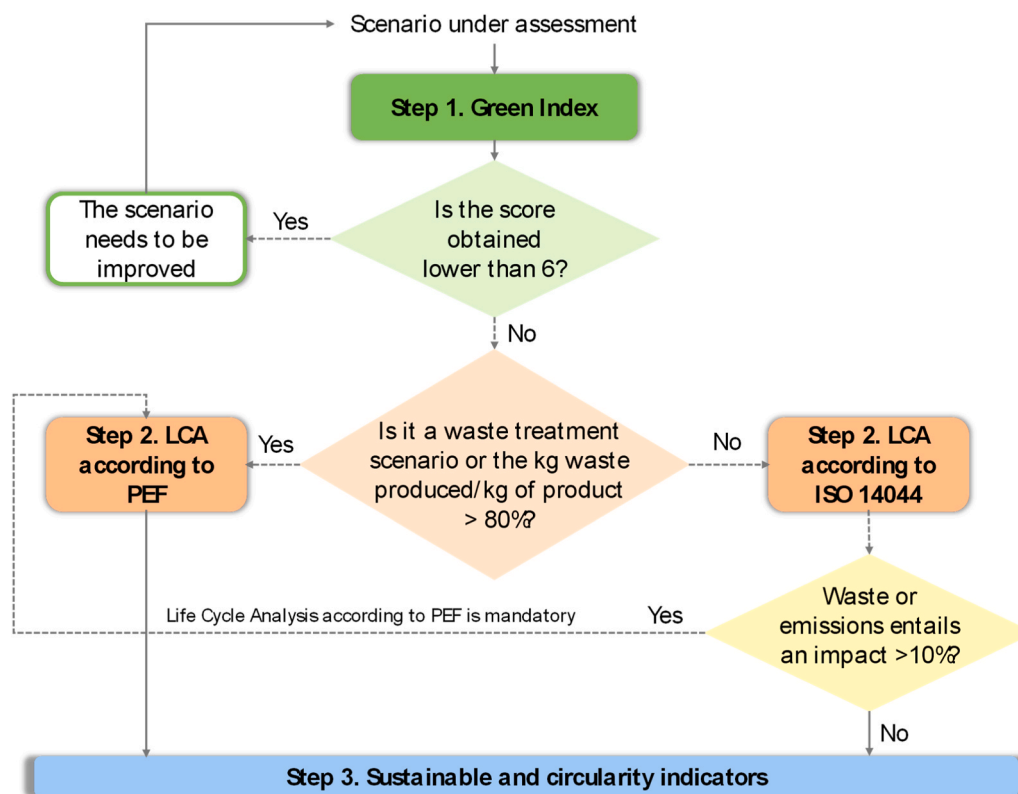 Scenario under assessment
Step 1. Green Index
Is the score
obtained
lower than 6?
Yes
The scenario
needs to be
improved
No
Is it a waste treatment
scenario or the kg waste
produced/kg of product
> 80%?
Yes
Step 2. LCA
according to
PEF
No
Step 2. LCA
according to
ISO 14044
Waste or
emissions entails
an impact >10%?
Yes
Life Cycle Analysis according to PEF is mandatory
No
Step 3. Sustainable and circularity indicators